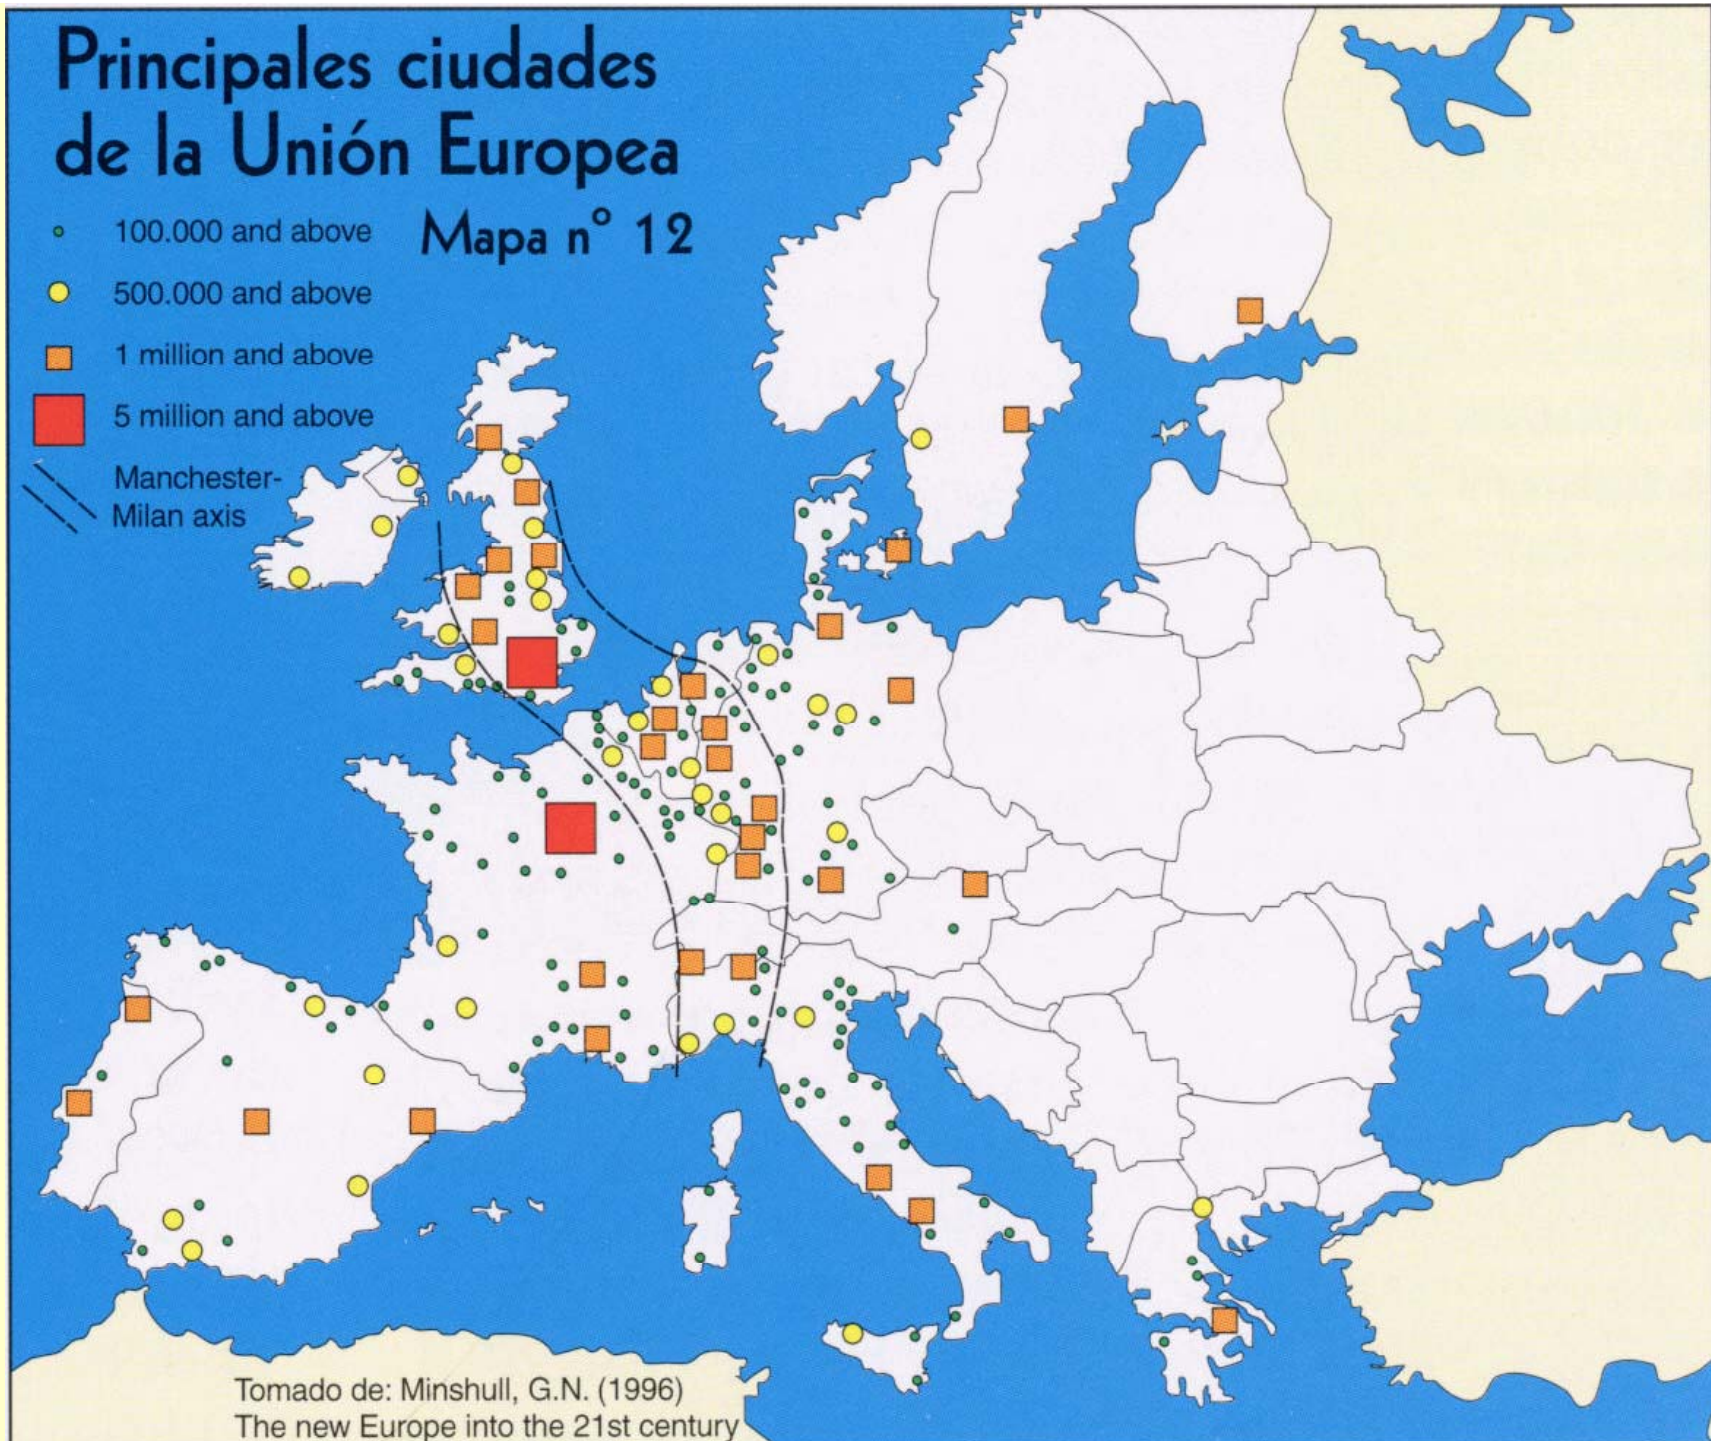 Principales ciudades
de la Unión Europea
Mapa n° 12
100.000 and above
500.000 and above
1 million and above
5 million and above
Manchester-
Milan axis
Tomado de: Minshull, G.N. (1996)
The new Europe into the 21st century